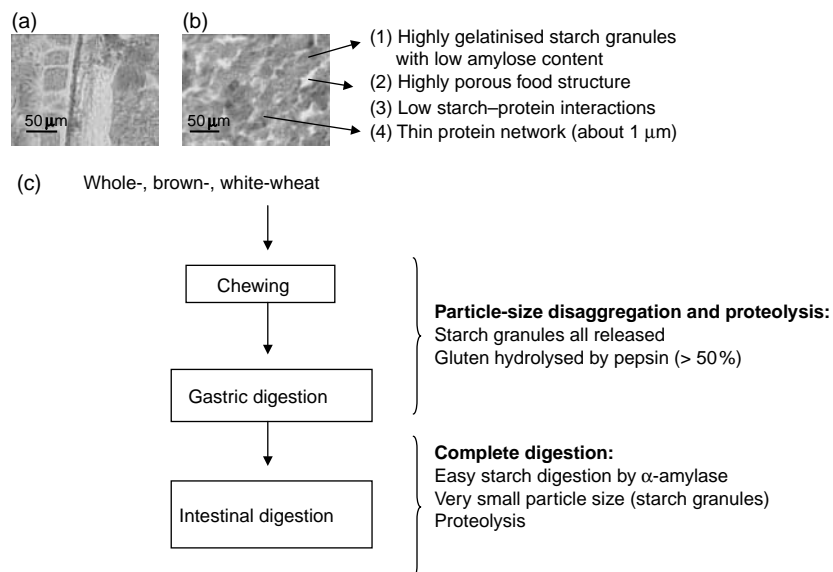 (a)
(b)
50 μm
50 μm
(1) Highly gelatinised starch granules
with low amylose content
(2) Highly porous food structure
(3) Low starch–protein interactions
(4) Thin protein network (about 1 μm)
(c)
Whole-, brown-, white-wheat
Chewing
Particle-size disaggregation and proteolysis:
Starch granules all released
Gluten hydrolysed by pepsin (> 50%)
Gastric digestion
Complete digestion:
Easy starch digestion by α-amylase
Very small particle size (starch granules)
Proteolysis
Intestinal digestion